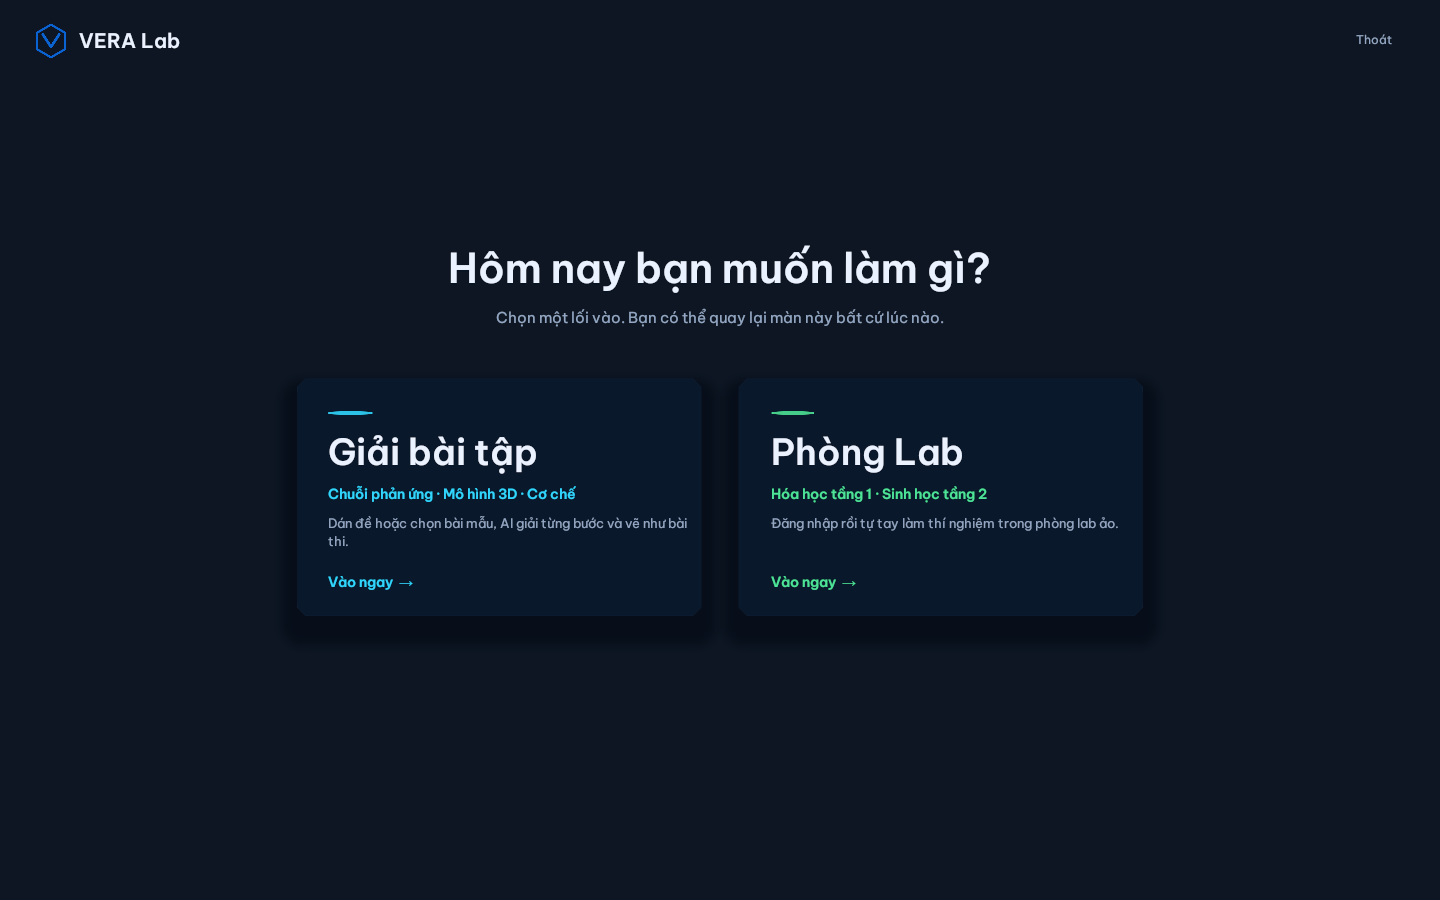 VERA Lab
Thoát
Hôm nay bạn muốn làm gì?
Chọn một lối vào. Bạn có thể quay lại màn này bất cứ lúc nào.
Giải bài tập
Chuỗi phản ứng · Mô hình 3D · Cơ chế
Dán đề hoặc chọn bài mẫu, AI giải từng bước và vẽ như bài
thi.
Vào ngay →
Phòng Lab
Hóa học tầng 1 · Sinh học tầng 2
Đăng nhập rồi tự tay làm thí nghiệm trong phòng lab ảo.
Vào ngay →